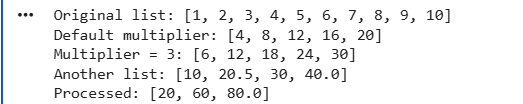 ••• Original list: [1, 2, 3, 4, 5, 6, 7, 8, 9, 10]
Default multiplier: [4, 8, 12, 16, 20]
Multiplier = 3: [6, 12, 18, 24, 30]
Another list: [10, 20.5, 30, 40.0]
Processed: [20, 60, 80.0]